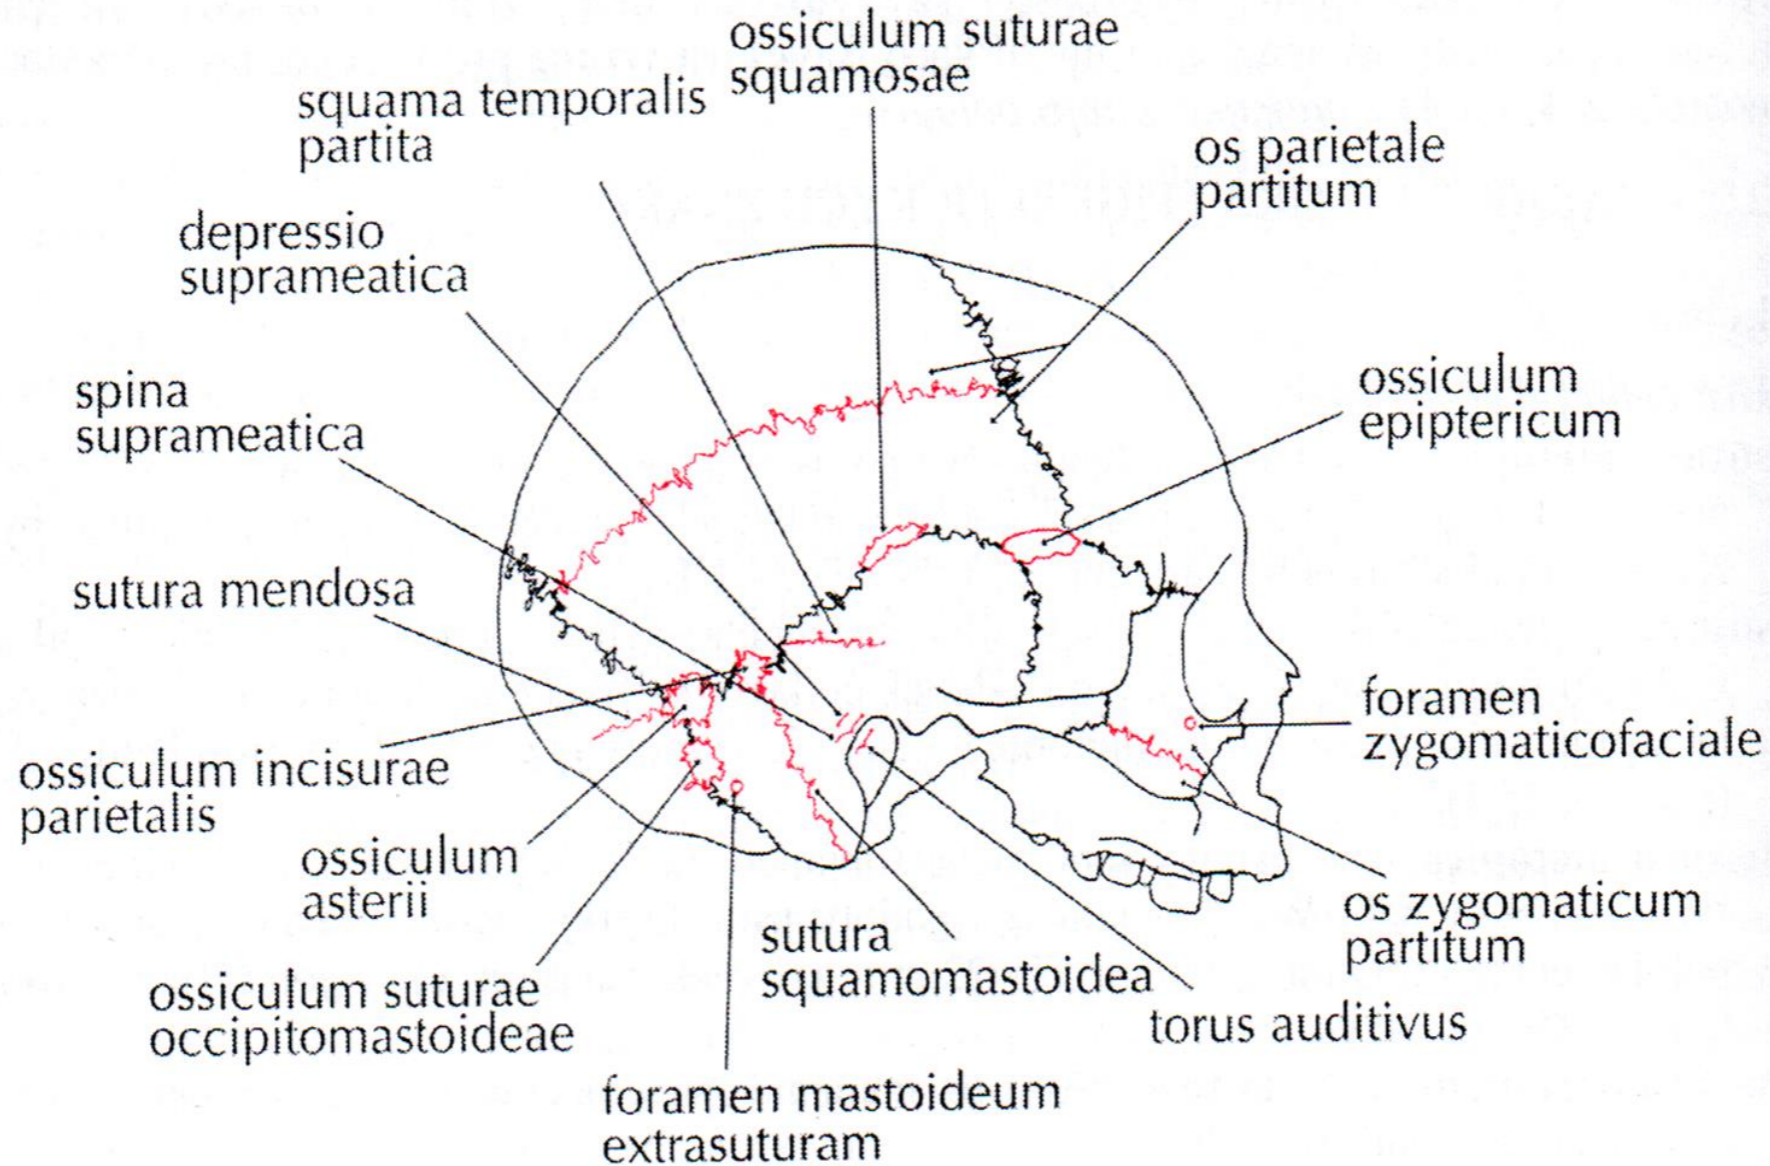 ossiculum suturae
squamosae
squama temporalis
partita
os parietale
partitum
depressio
suprameatica
spina
suprameatica
ossiculum
epiptericum
sutura mendosa
foramen
zygomaticofaciale
ossiculum incisurae
parietalis
ossiculum
asterii
os zygomaticum
partitum
sutura
squamomastoidea
ossiculum suturae
occipitomastoideae
torus auditivus
foramen mastoideum
extrasuturam